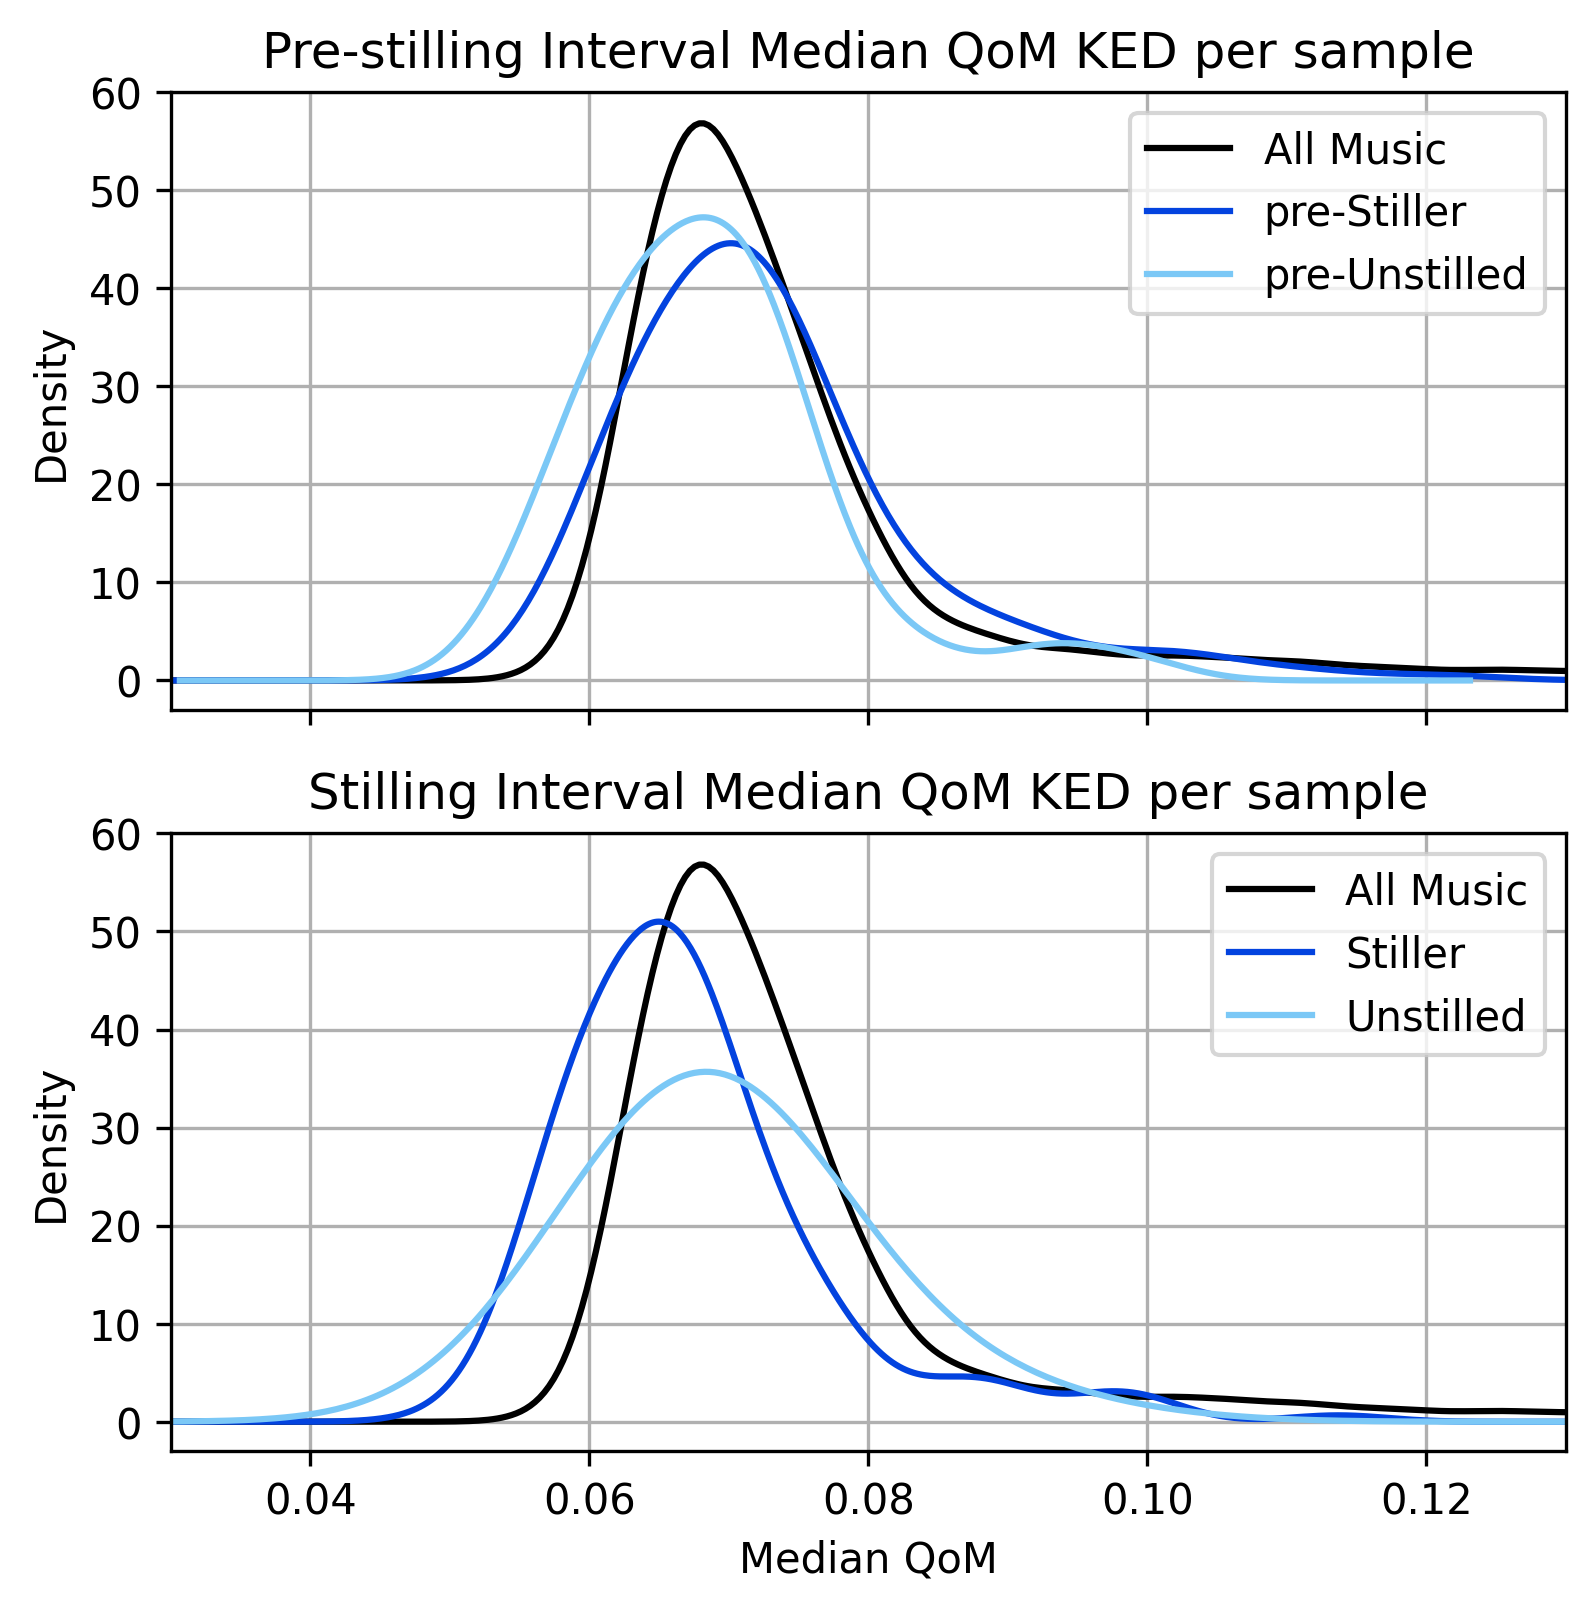 Pre-stilling Interval Median QoM KED per sample
60
50
40
30
20
10
0
Density
All Music
pre-Stiller
pre-Unstilled
Stilling Interval Median QoM KED per sample
60
50
40
30
20
10
0
Density
All Music
Stiller
Unstilled
0.04 0.06 0.08 0.10 0.12
Median QoM